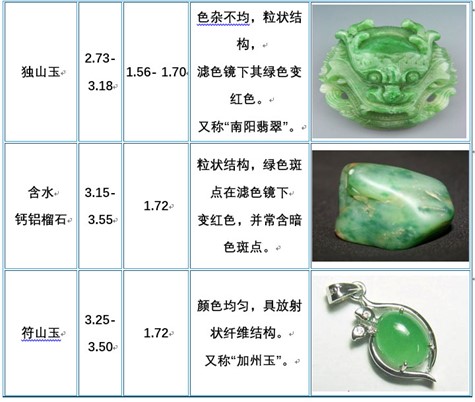 独山玉
2.73-
3.18
1.56- 1.70
色杂不均，粒状结
构，
滤色镜下其绿色变
红色。
又称“南阳翡翠”。
含水
钙铝榴石
3.15-
3.55
1.72
粒状结构，绿色斑
点在滤色镜下
变红色，并常含暗
色斑点。
符山玉
3.25-
3.50
1.72
颜色均匀，具放射
状纤维结构。
又称“加州玉”。